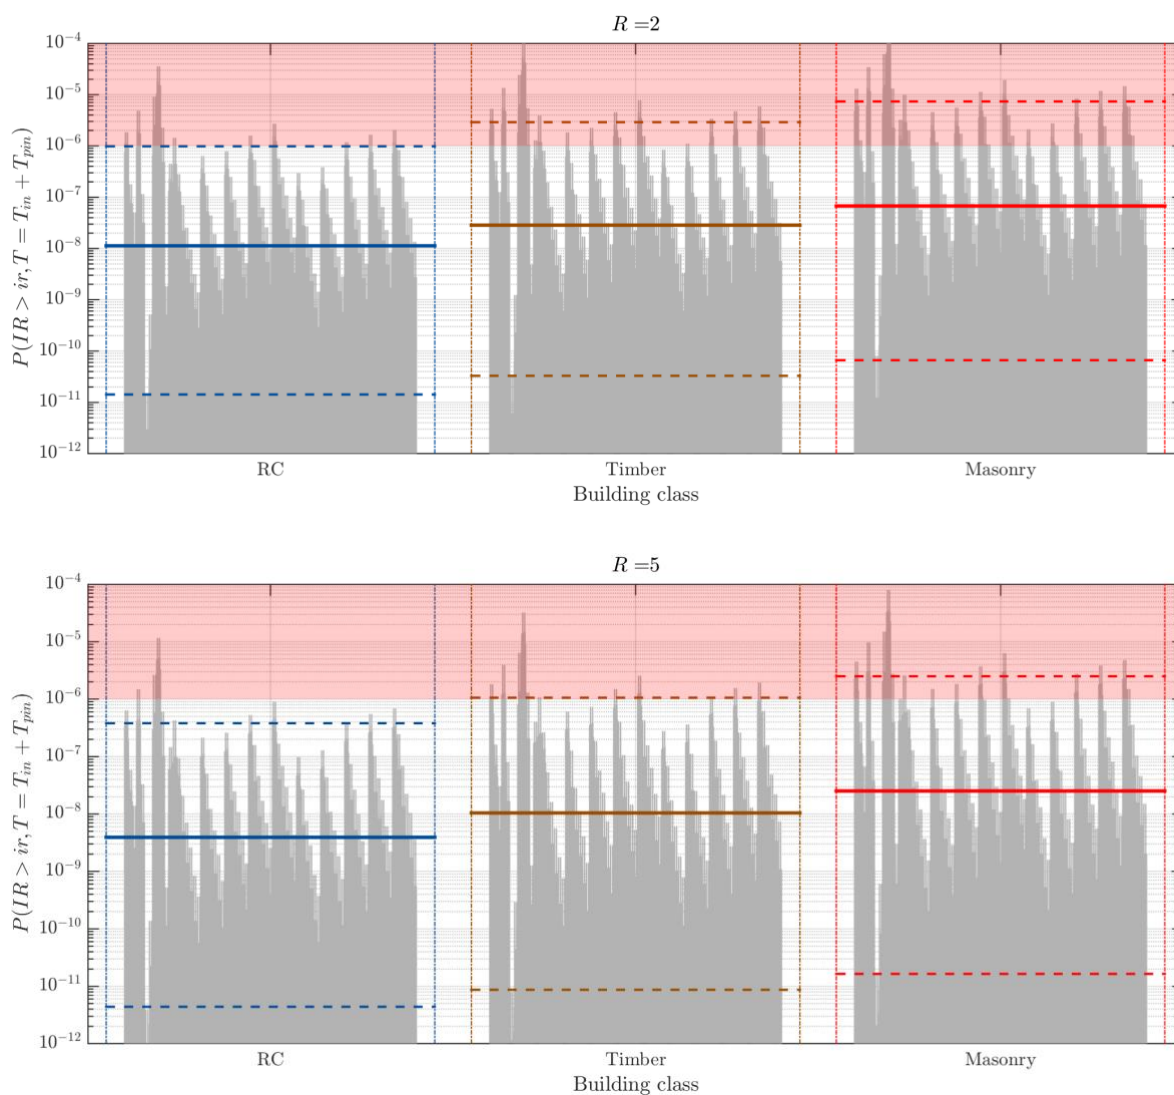 R =2
P(IR > ir, T = T_in + T_pin)
10^-4
10^-5
10^-6
10^-7
10^-8
10^-9
10^-10
10^-11
10^-12
RC Timber Masonry
Building class
R =5
P(IR > ir, T = T_in + T_pin)
10^-4
10^-5
10^-6
10^-7
10^-8
10^-9
10^-10
10^-11
10^-12
RC Timber Masonry
Building class